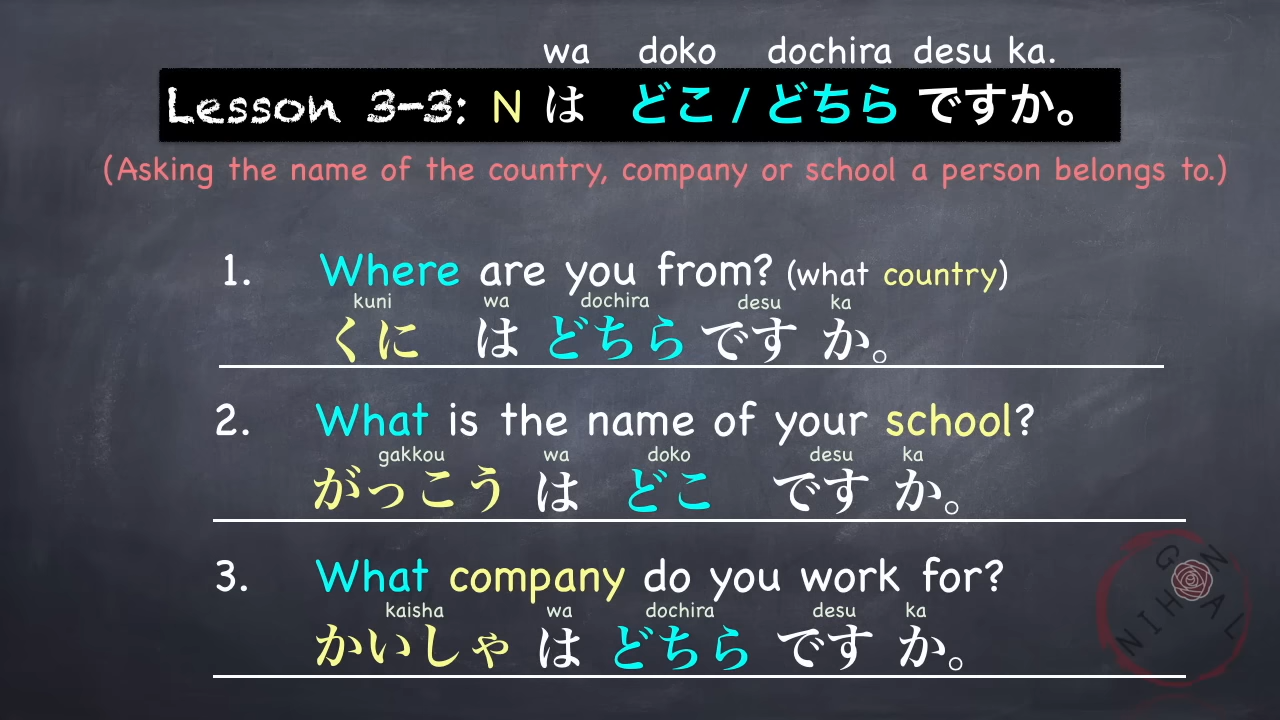 wa doko dochira desu ka.
Lesson 3-3: N は どこ / どちら ですか。
(Asking the name of the country, company or school a person belongs to.)
1. Where are you from? (what country)
kuni wa dochira desu ka
くに は どちら です か。
2. What is the name of your school?
gakkou wa doko desu ka
がっこう は どこ です か。
3. What company do you work for?
kaisha wa dochira desu ka
かいしゃ は どちら です か。
NIHON GOAL